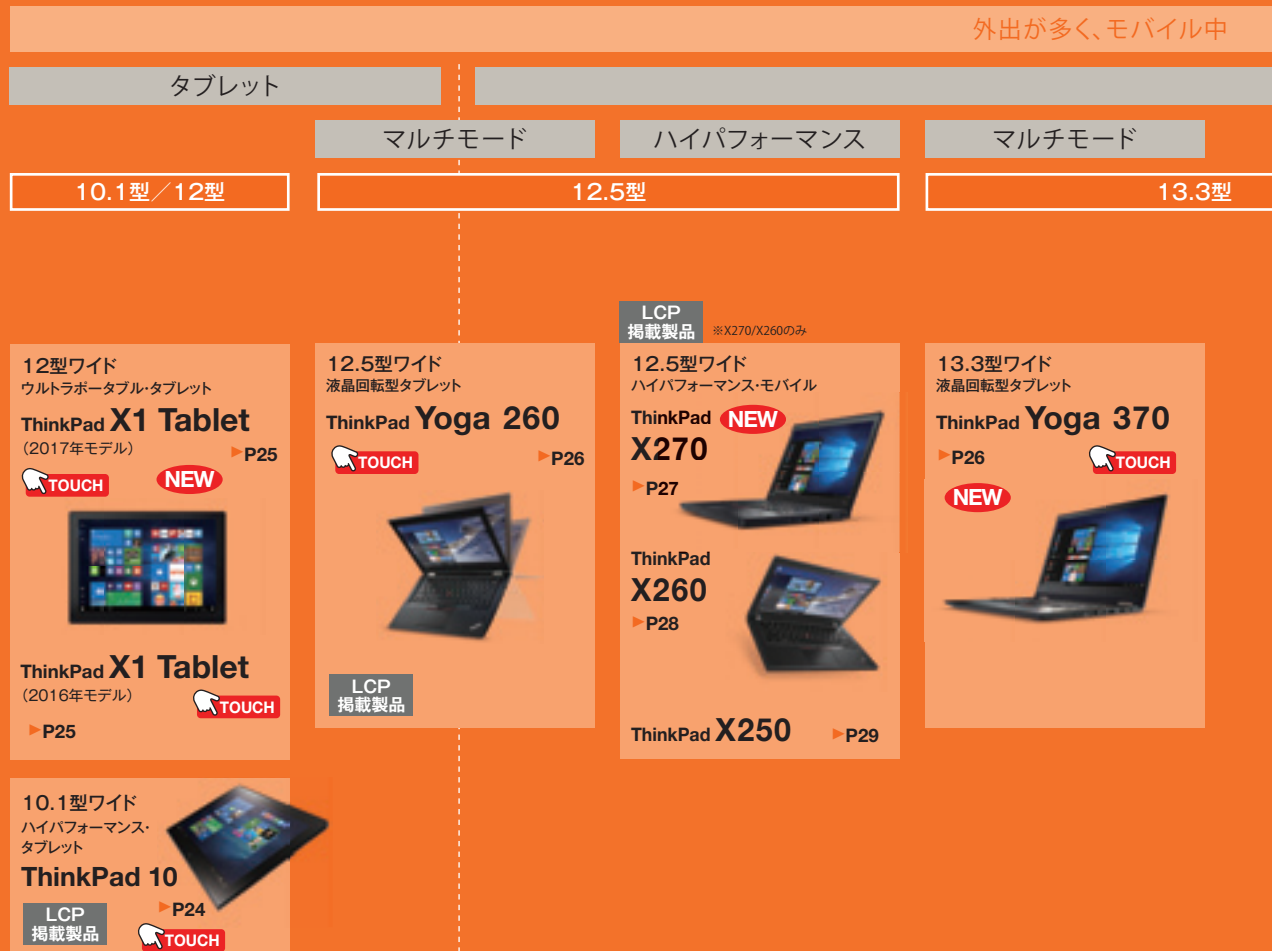 外出が多く、モバイル中
タブレット
マルチモード
ハイパフォーマンス
マルチモード
10.1型／12型
12.5型
13.3型
12型ワイド
ウルトラポータブル・タブレット
ThinkPad X1 Tablet
（2017年モデル）
▶P25
TOUCH
NEW
ThinkPad X1 Tablet
（2016年モデル）
TOUCH
▶P25
10.1型ワイド
ハイパフォーマンス・
タブレット
ThinkPad 10
▶P24
LCP
掲載製品
TOUCH
12.5型ワイド
液晶回転型タブレット
ThinkPad Yoga 260
TOUCH
▶P26
LCP
掲載製品
LCP
掲載製品
※X270/X260のみ
12.5型ワイド
ハイパフォーマンス・モバイル
ThinkPad
NEW
X270
▶P27
ThinkPad
X260
▶P28
ThinkPad X250
▶P29
13.3型ワイド
液晶回転型タブレット
ThinkPad Yoga 370
▶P26
TOUCH
NEW